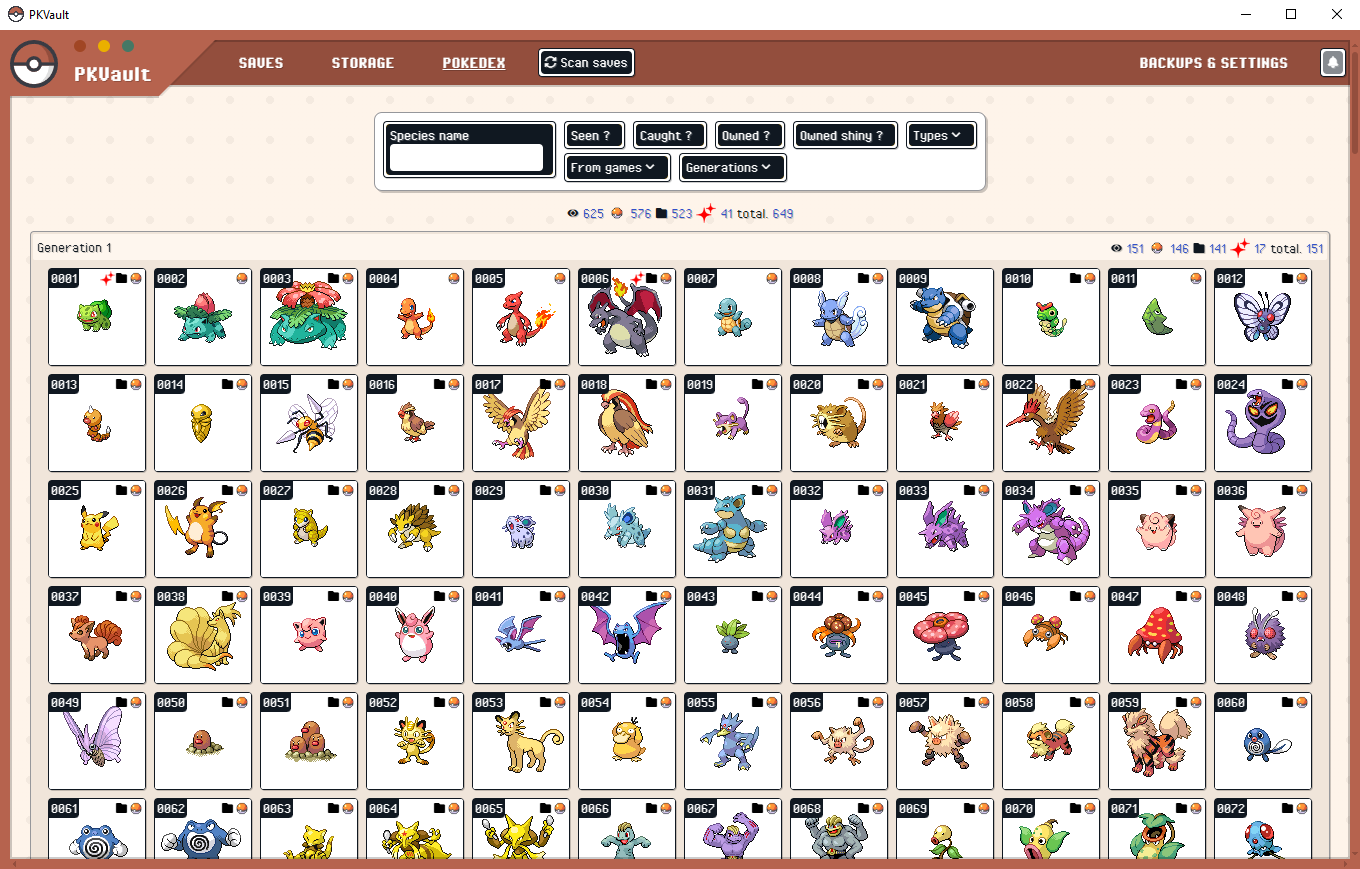 PKVault
PKVault
SAVES
STORAGE
POKEDEX
Scan saves
BACKUPS & SETTINGS
Species name
Seen ?
Caught ?
Owned ?
Owned shiny ?
Types
From games
Generations
625 576 523 41 total. 649
Generation 1
151 146 141 17 total. 151
0001 0002 0003 0004 0005 0006 0007 0008 0009 0010 0011 0012
0013 0014 0015 0016 0017 0018 0019 0020 0021 0022 0023 0024
0025 0026 0027 0028 0029 0030 0031 0032 0033 0034 0035 0036
0037 0038 0039 0040 0041 0042 0043 0044 0045 0046 0047 0048
0049 0050 0051 0052 0053 0054 0055 0056 0057 0058 0059 0060
0061 0062 0063 0064 0065 0066 0067 0068 0069 0070 0071 0072